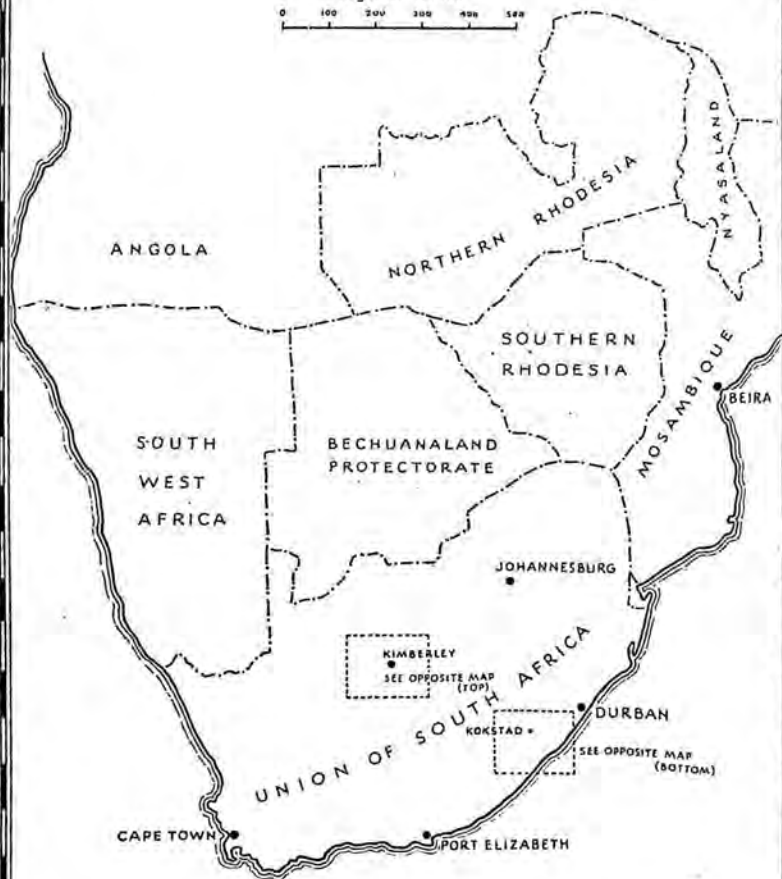 0 100 200 300 500
ANGOLA
NORTHERN RHODESIA
NYASALAND
SOUTHERN
RHODESIA
MOSAMBIQUE
BEIRA
SOUTH
WEST
AFRICA
BECHUANALAND
PROTECTORATE
JOHANNESBURG
KIMBERLEY
SEE OPPOSITE MAP
(TOP)
UNION OF SOUTH AFRICA
DURBAN
KOKSTAD
SEE OPPOSITE MAP
(BOTTOM)
CAPE TOWN
PORT ELIZABETH